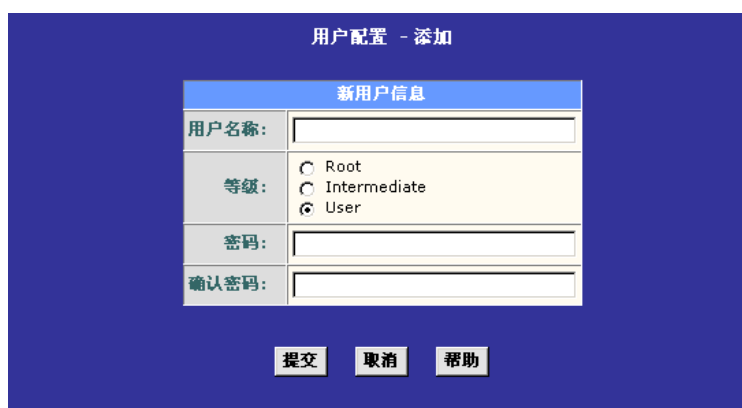 用户配置 - 添加
新用户信息
用户名称:
等级:
Root
Intermediate
User
密码:
确认密码:
提交 取消 帮助